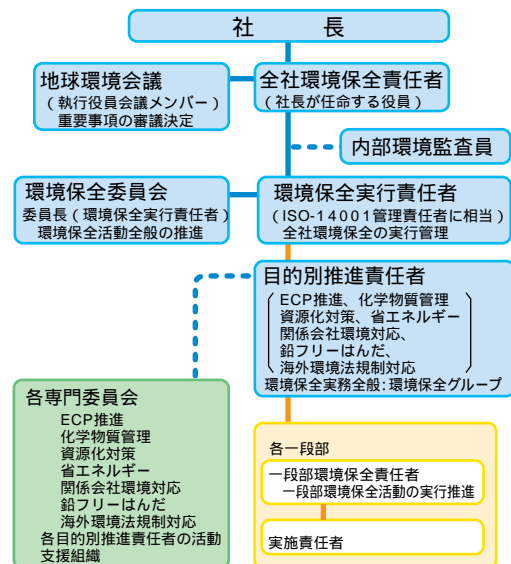 社　長
地球環境会議
（執行役員会議メンバー）
重要事項の審議決定
全社環境保全責任者
（社長が任命する役員）
内部環境監査員
環境保全委員会
委員長（環境保全実行責任者）
環境保全活動全般の推進
環境保全実行責任者
（ISO-14001管理責任者に相当）
全社環境保全の実行管理
目的別推進責任者
ECP推進、化学物質管理
資源化対策、省エネルギー
関係会社環境対応、
鉛フリーはんだ、
海外環境法規制対応
環境保全実務全般：環境保全グループ
各専門委員会
ECP推進
化学物質管理
資源化対策
省エネルギー
関係会社環境対応
鉛フリーはんだ
海外環境法規制対応
各目的別推進責任者の活動
支援組織
各一段部
一段部環境保全責任者
一段部環境保全活動の実行推進
実施責任者